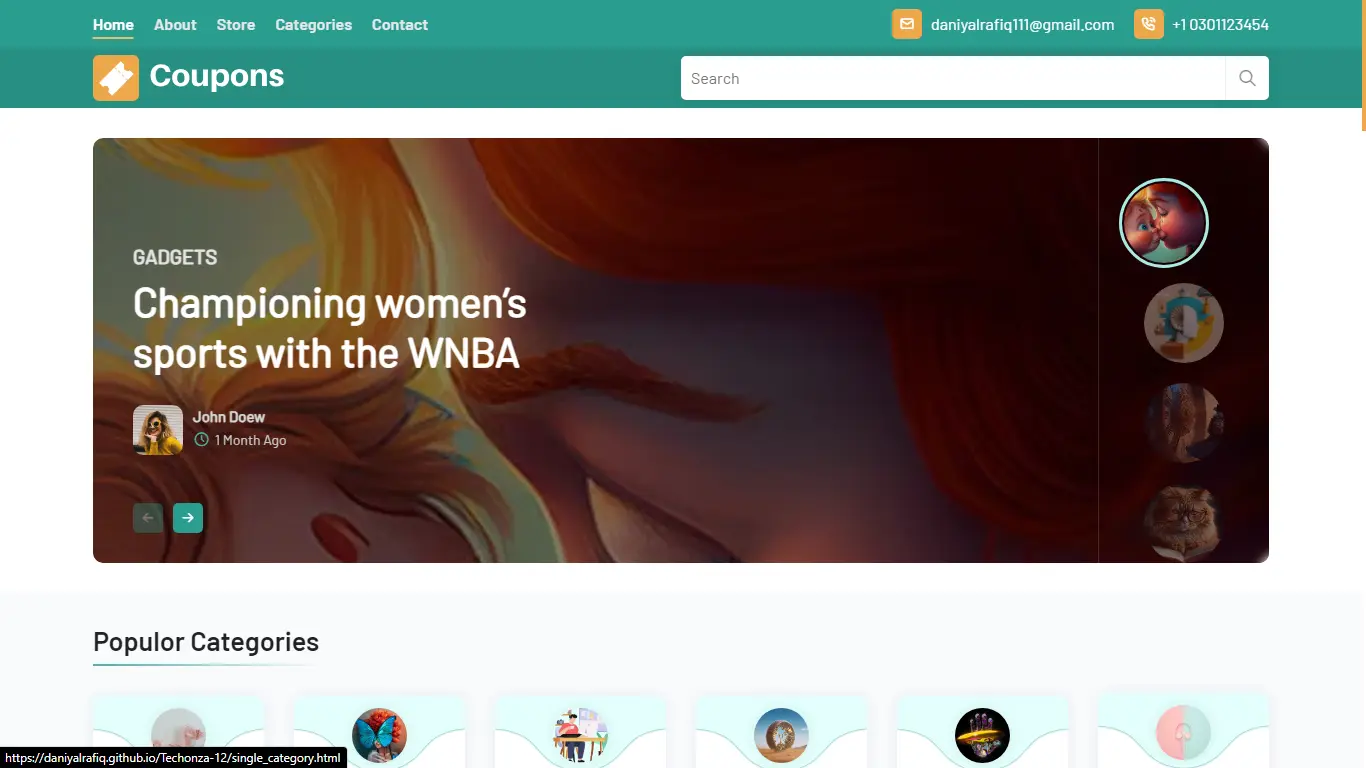 Home About Store Categories Contact
daniyalrafiq111@gmail.com +1 0301123454
Coupons
Search
GADGETS
Championing women’s
sports with the WNBA
John Doew
1 Month Ago
Populor Categories
https://daniyalrafiq.github.io/Techonza-12/single_category.html